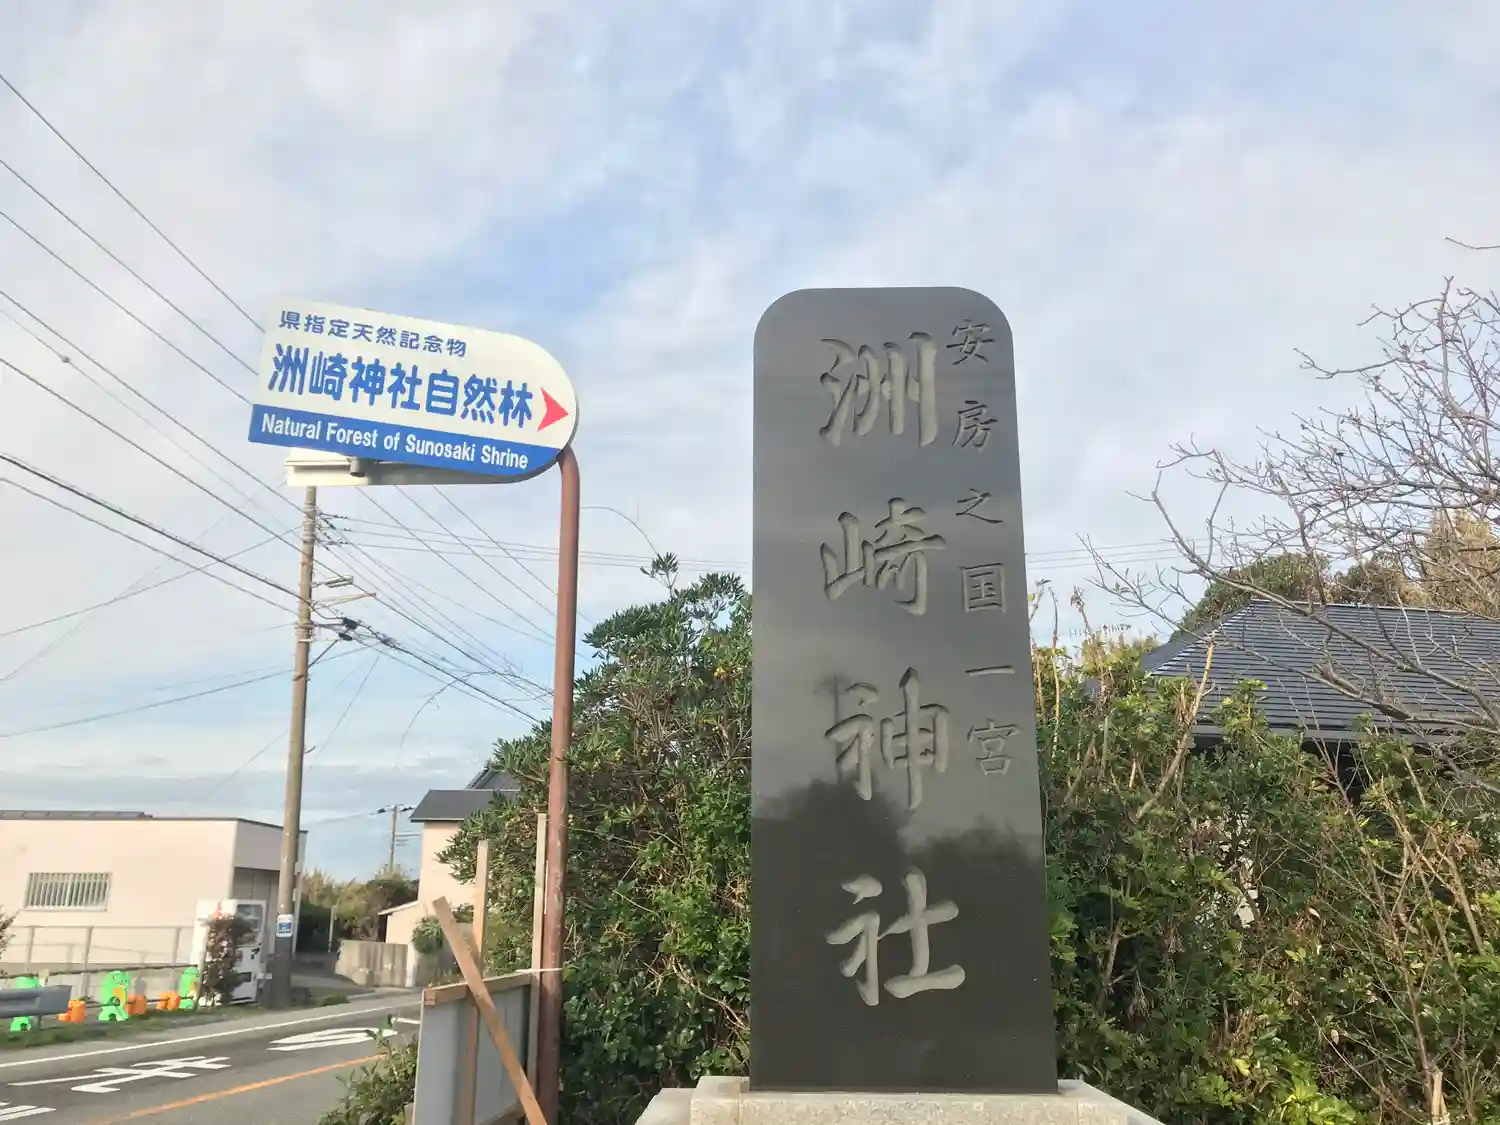 県指定天然記念物
洲崎神社自然林
Natural Forest of Sunosaki Shrine
安房之国一宮
洲崎神社